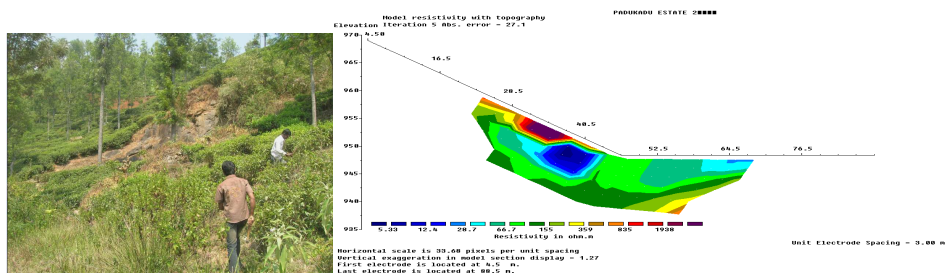 PADUKADU ESTATE 2
Model resistivity with topography
Elevation Iteration 5 Abs. error = 27.1
970
4.50
965
16.5
960
28.5
955
40.5
950
52.5 64.5 76.5
945
940
935
5.33 12.4 28.7 66.7 155 359 835 1938
Resistivity in ohm.m
Unit Electrode Spacing = 3.00 m
Horizontal scale is 33.60 pixels per unit spacing
Vertical exaggeration in model section display = 1.27
First electrode is located at 4.5 m.
Last electrode is located at 88.5 m.